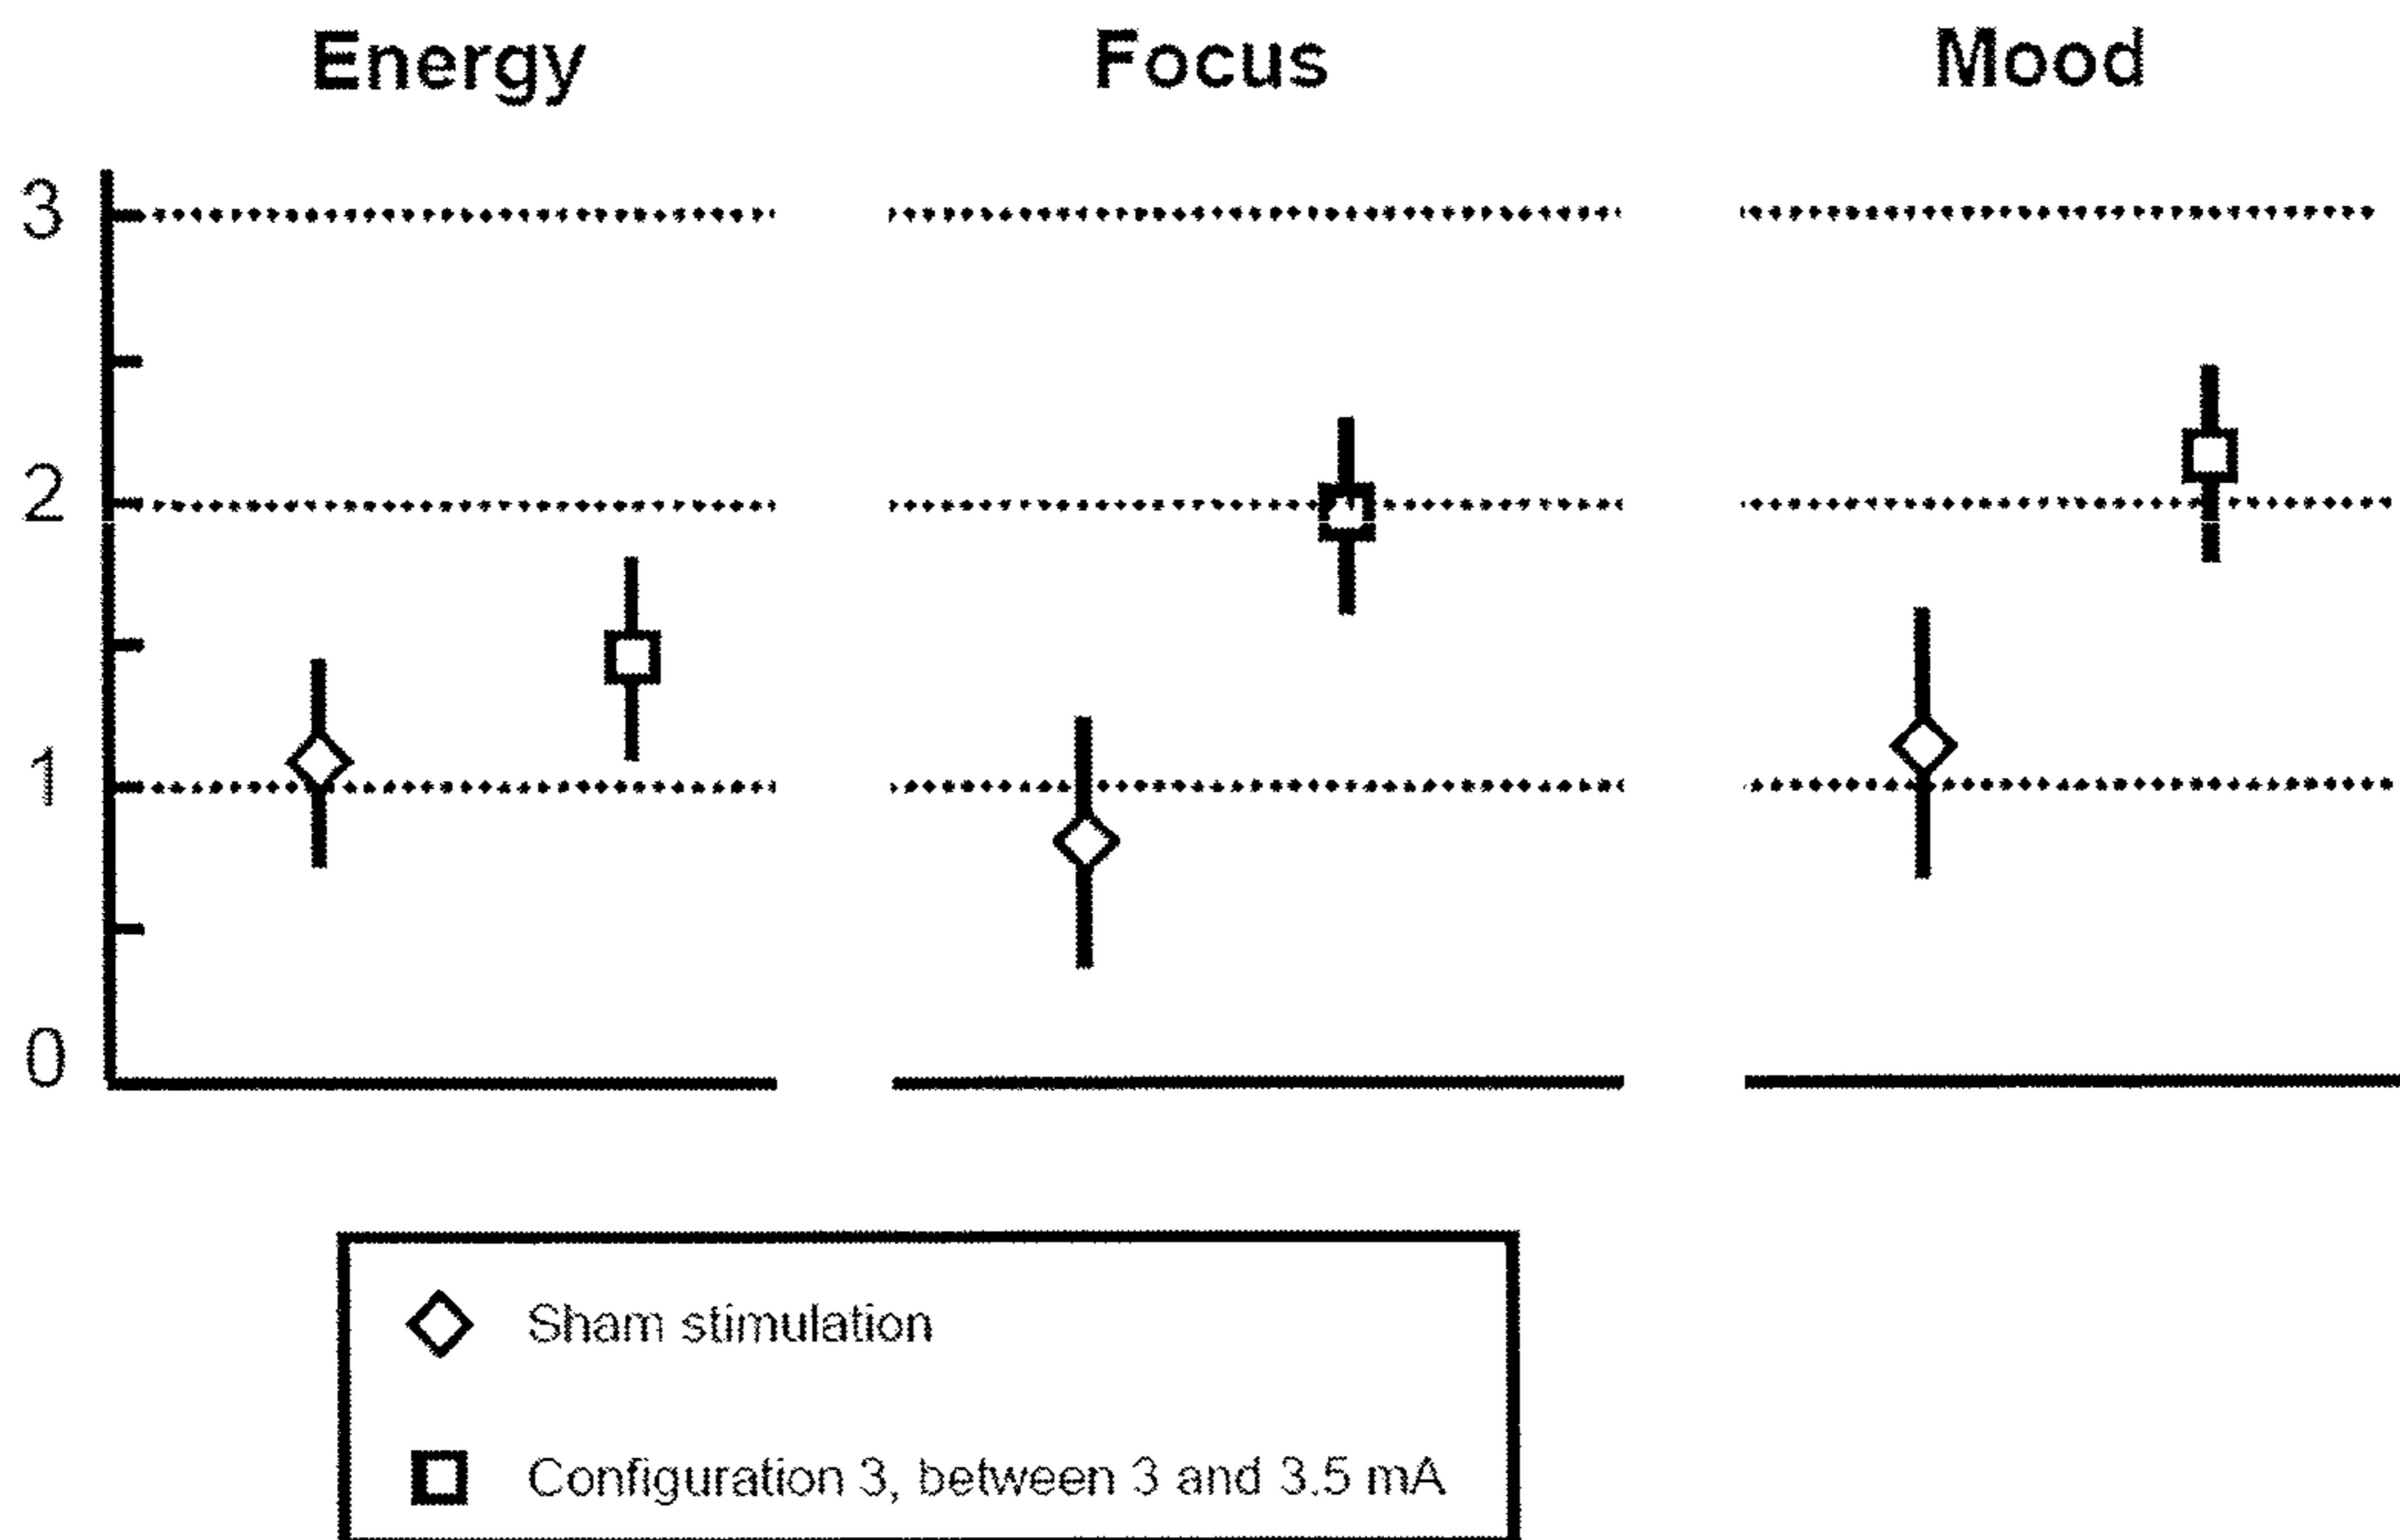 Energy Focus Mood
3
2
1
0
Sham stimulation
Configuration 3, between 3 and 3.5 mA